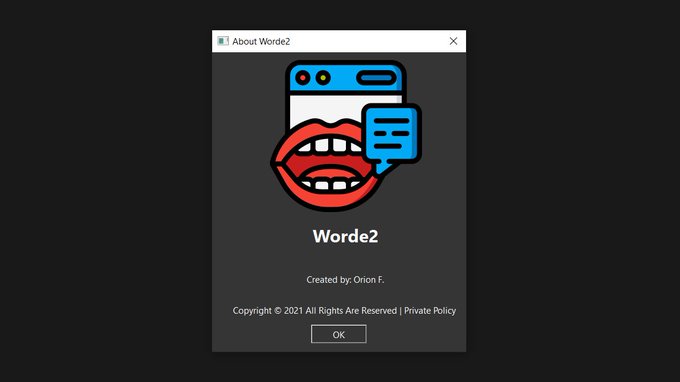 About Worde2
Worde2
Created by: Orion F.
Copyright © 2021 All Rights Are Reserved | Private Policy
OK